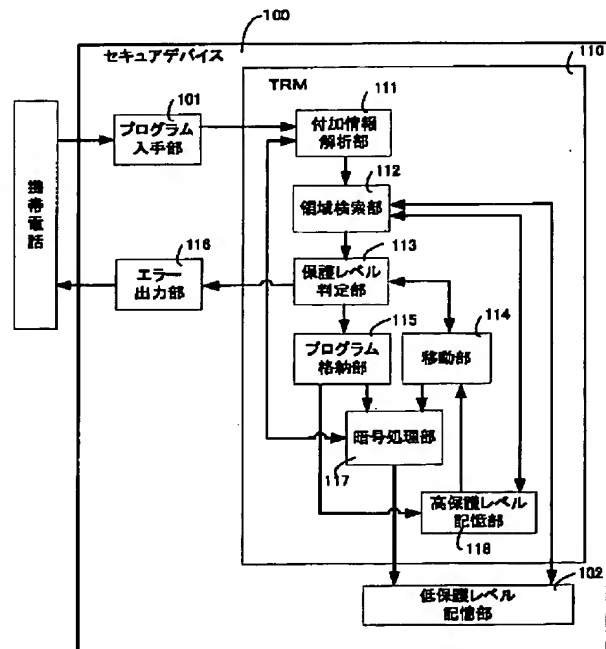 100
セキュアデバイス
110
TRM
101
プログラム
入手部
111
付加情報
解析部
112
領域検索部
携帯電話
116
エラー
出力部
113
保護レベル
判定部
115
プログラム
格納部
114
移動部
暗号処理部
117
高保護レベル
記憶部
118
102
低保護レベル
記憶部